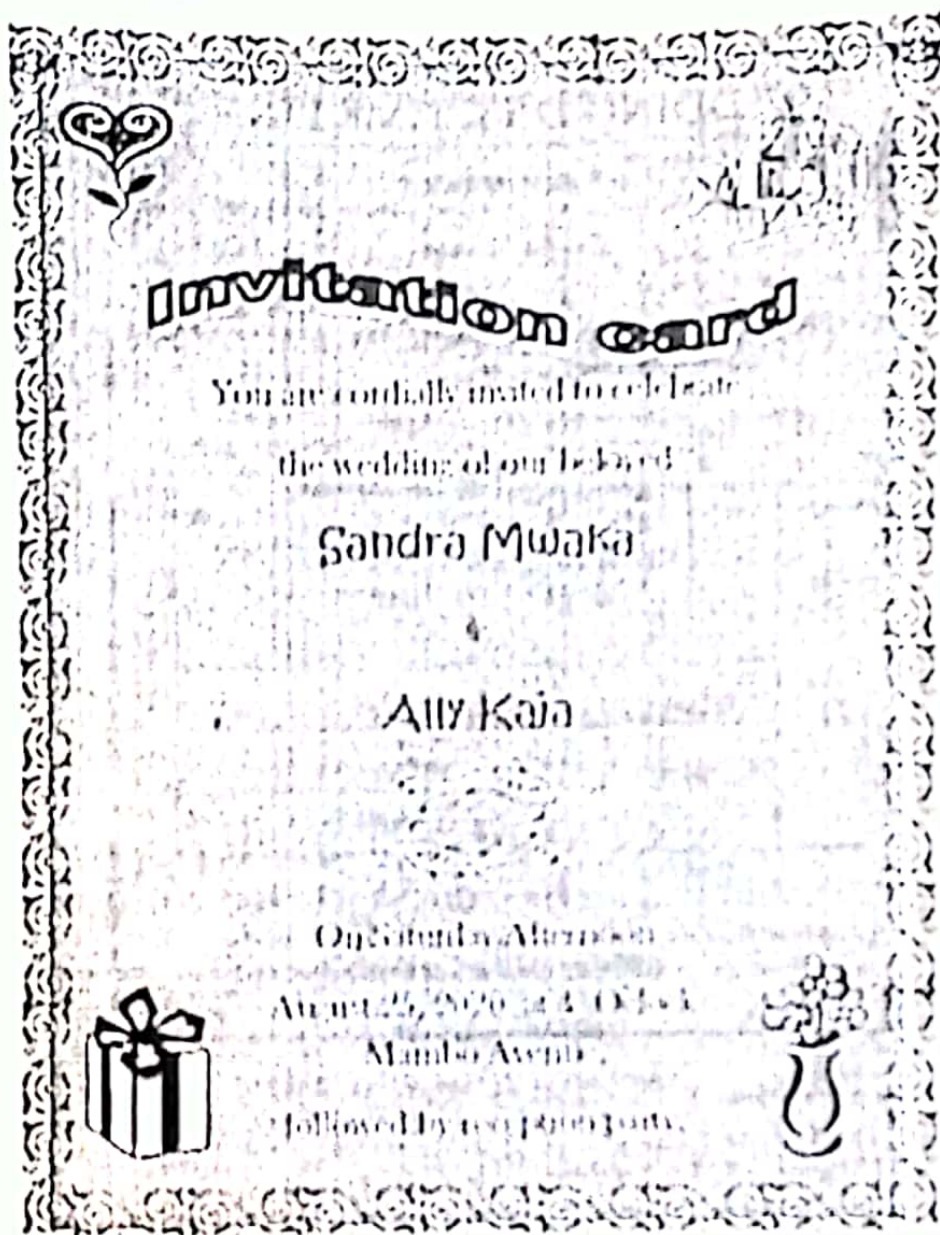 Invitation card
You are cordially invited to celebrate
the wedding of our beloved
Sandra Mwaka
&
Ally Kaja
On Saturday Afternoon
August
Mambo
followed by reception party.